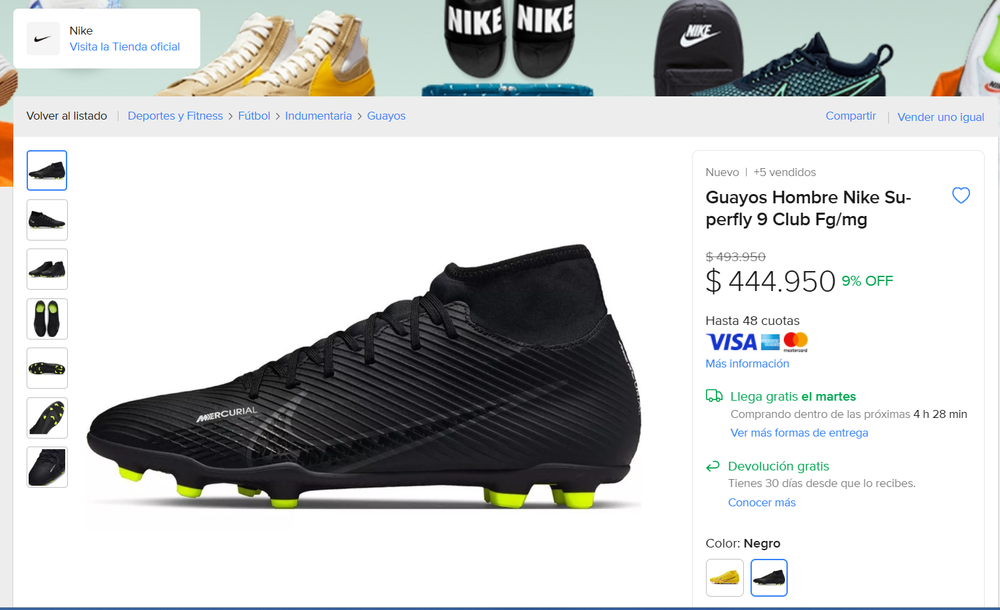 Nike
Visita la Tienda oficial
NIKE NIKE
NIKE
Volver al listado
Deportes y Fitness > Fútbol > Indumentaria > Guayos
Compartir
Vender uno igual
Nuevo | +5 vendidos
Guayos Hombre Nike Su-
perfly 9 Club Fg/mg
$ 493.950
$ 444.950 9% OFF
Hasta 48 cuotas
VISA mastercard
Más información
Llega gratis el martes
Comprando dentro de las próximas 4 h 28 min
Ver más formas de entrega
Devolución gratis
Tienes 30 días desde que lo recibes.
Conocer más
Color: Negro
MERCURIAL